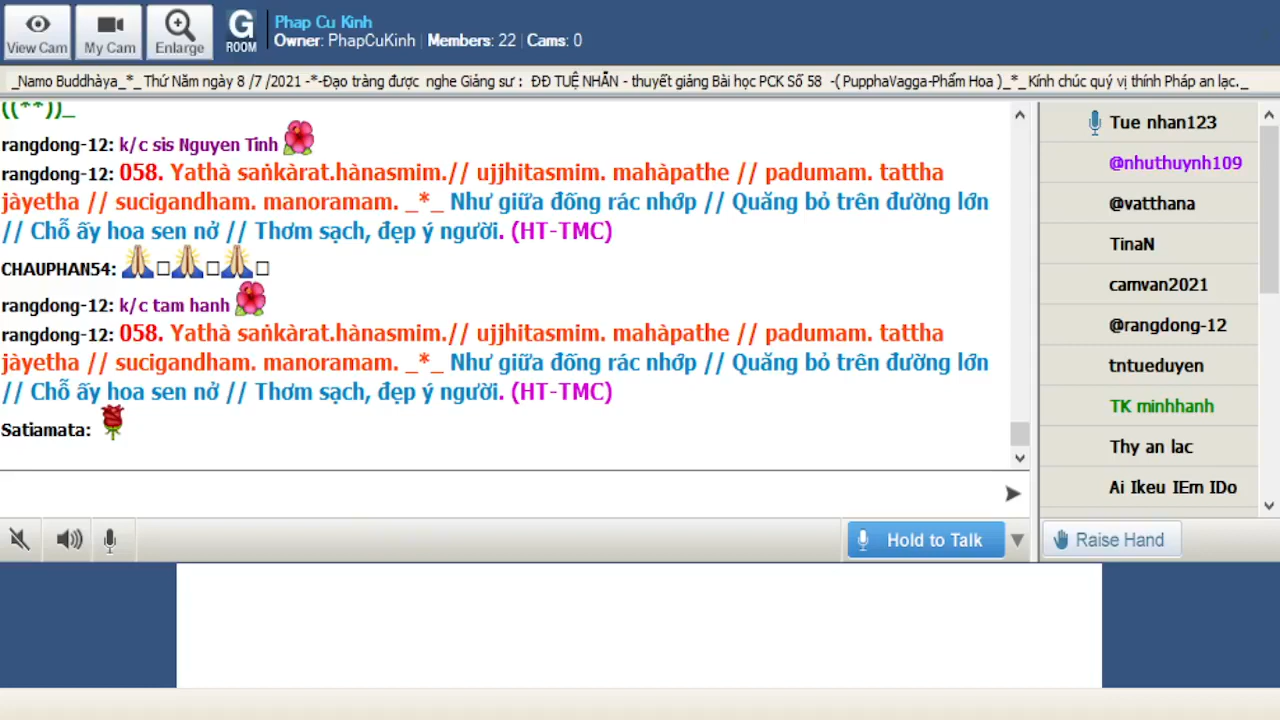 View Cam
My Cam
Enlarge
G
ROOM
Phap Cu Kinh
Owner: PhapCuKinh | Members: 22 | Cams: 0
_Namo Buddhàya_*_ Thứ Năm ngày 8 /7 /2021 -*-Đạo tràng được nghe Giảng sư : ĐĐ TUỆ NHẪN - thuyết giảng Bài học PCK Số 58 -( PupphaVagga-Phẩm Hoa )_*_Kính chúc quý vị thính Pháp an lạc._
((**))_
rangdong-12: k/c sis Nguyen Tinh
rangdong-12: 058. Yathà saṅkàrat.hànasmim.// ujjhitasmim. mahàpathe // padumam. tattha
jàyetha // sucigandham. manoramam. _*_ Như giữa đống rác nhớp // Quăng bỏ trên đường lớn
// Chỗ ấy hoa sen nở // Thơm sạch, đẹp ý người. (HT-TMC)
CHAUPHAN54:
rangdong-12: k/c tam hanh
rangdong-12: 058. Yathà saṅkàrat.hànasmim.// ujjhitasmim. mahàpathe // padumam. tattha
jàyetha // sucigandham. manoramam. _*_ Như giữa đống rác nhớp // Quăng bỏ trên đường lớn
// Chỗ ấy hoa sen nở // Thơm sạch, đẹp ý người. (HT-TMC)
Satiamata:
Tue nhan123
@nhuthuynh109
@vatthana
TinaN
camvan2021
@rangdong-12
tntueduyen
TK minhhanh
Thy an lac
Ai Ikeu IEm IDo
Hold to Talk
Raise Hand